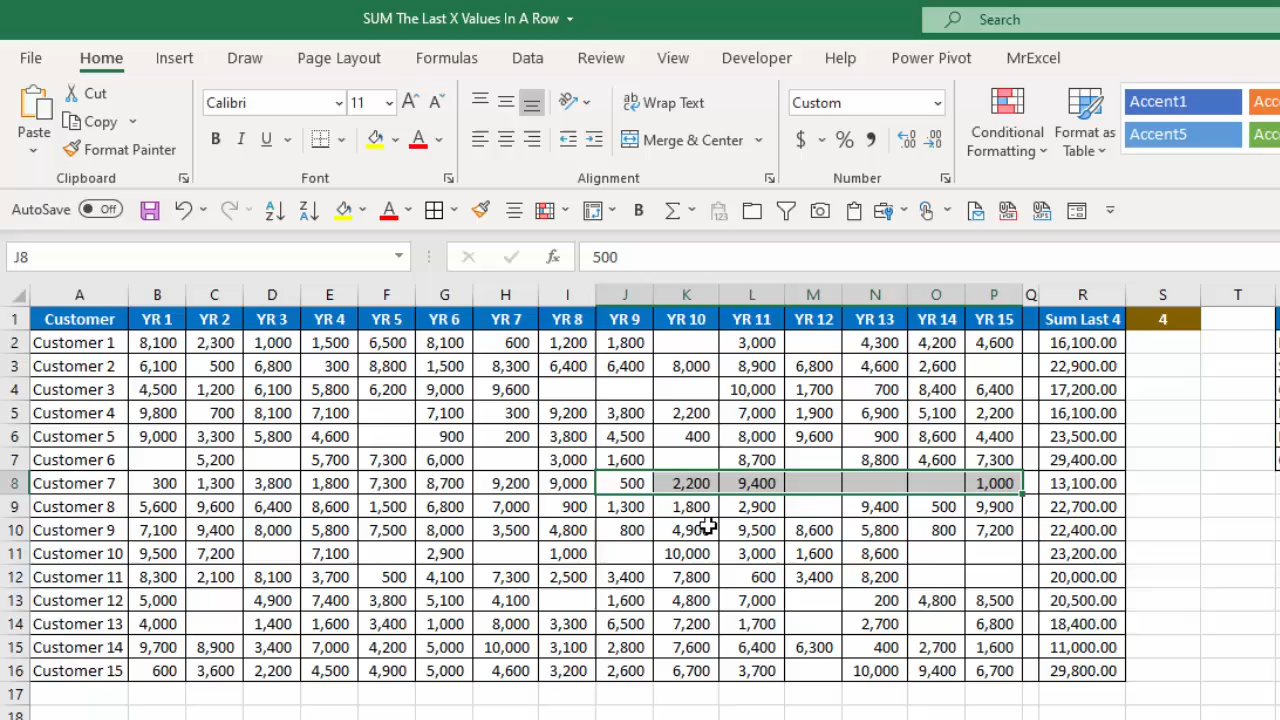 SUM The Last X Values In A Row
Search
File Home Insert Draw Page Layout Formulas Data Review View Developer Help Power Pivot MrExcel
Paste
Cut
Copy
Format Painter
Clipboard
Calibri 11 A A
B I U A
Font
ab Wrap Text
Merge & Center
Alignment
Custom
$ % 9 .00 .00
Number
Conditional Formatting
Format as Table
Accent1 Acc
Accent5 Acc
AutoSave Off A B
J8 fx 500
A B C D E F G H I J K L M N O P Q R S T
1 Customer YR 1 YR 2 YR 3 YR 4 YR 5 YR 6 YR 7 YR 8 YR 9 YR 10 YR 11 YR 12 YR 13 YR 14 YR 15 Sum Last 4 4
2 Customer 1 8,100 2,300 1,000 1,500 6,500 8,100 600 1,200 1,800 3,000 4,300 4,200 4,600 16,100.00
3 Customer 2 6,100 500 6,800 300 8,800 1,500 8,300 6,400 6,400 8,000 8,900 6,800 4,600 2,600 22,900.00
4 Customer 3 4,500 1,200 6,100 5,800 6,200 9,000 9,600 10,000 1,700 700 8,400 6,400 17,200.00
5 Customer 4 9,800 700 8,100 7,100 7,100 300 9,200 3,800 2,200 7,000 1,900 6,900 5,100 2,200 16,100.00
6 Customer 5 9,000 3,300 5,800 4,600 900 200 3,800 4,500 400 8,000 9,600 900 8,600 4,400 23,500.00
7 Customer 6 5,200 5,700 7,300 6,000 3,000 1,600 8,700 8,800 4,600 7,300 29,400.00
8 Customer 7 300 1,300 3,800 1,800 7,300 8,700 9,200 9,000 500 2,200 9,400 1,000 13,100.00
9 Customer 8 5,600 9,600 6,400 8,600 1,500 6,800 7,000 900 1,300 1,800 2,900 9,400 500 9,900 22,700.00
10 Customer 9 7,100 9,400 8,000 5,800 7,500 8,000 3,500 4,800 800 4,900 9,500 8,600 5,800 800 7,200 22,400.00
11 Customer 10 9,500 7,200 7,100 2,900 1,000 10,000 3,000 1,600 8,600 23,200.00
12 Customer 11 8,300 2,100 8,100 3,700 500 4,100 7,300 2,500 3,400 7,800 600 3,400 8,200 20,000.00
13 Customer 12 5,000 4,900 7,400 3,800 5,100 4,100 1,600 4,800 7,000 200 4,800 8,500 20,500.00
14 Customer 13 4,000 1,400 1,600 3,400 1,000 8,000 3,300 6,500 7,200 1,700 2,700 6,800 18,400.00
15 Customer 14 9,700 8,900 3,400 7,000 4,200 5,000 10,000 3,100 2,800 7,600 6,400 6,300 400 2,700 1,600 11,000.00
16 Customer 15 600 3,600 2,200 4,500 4,900 5,000 4,600 3,200 2,600 6,700 3,700 10,000 9,400 6,700 29,800.00
17
18